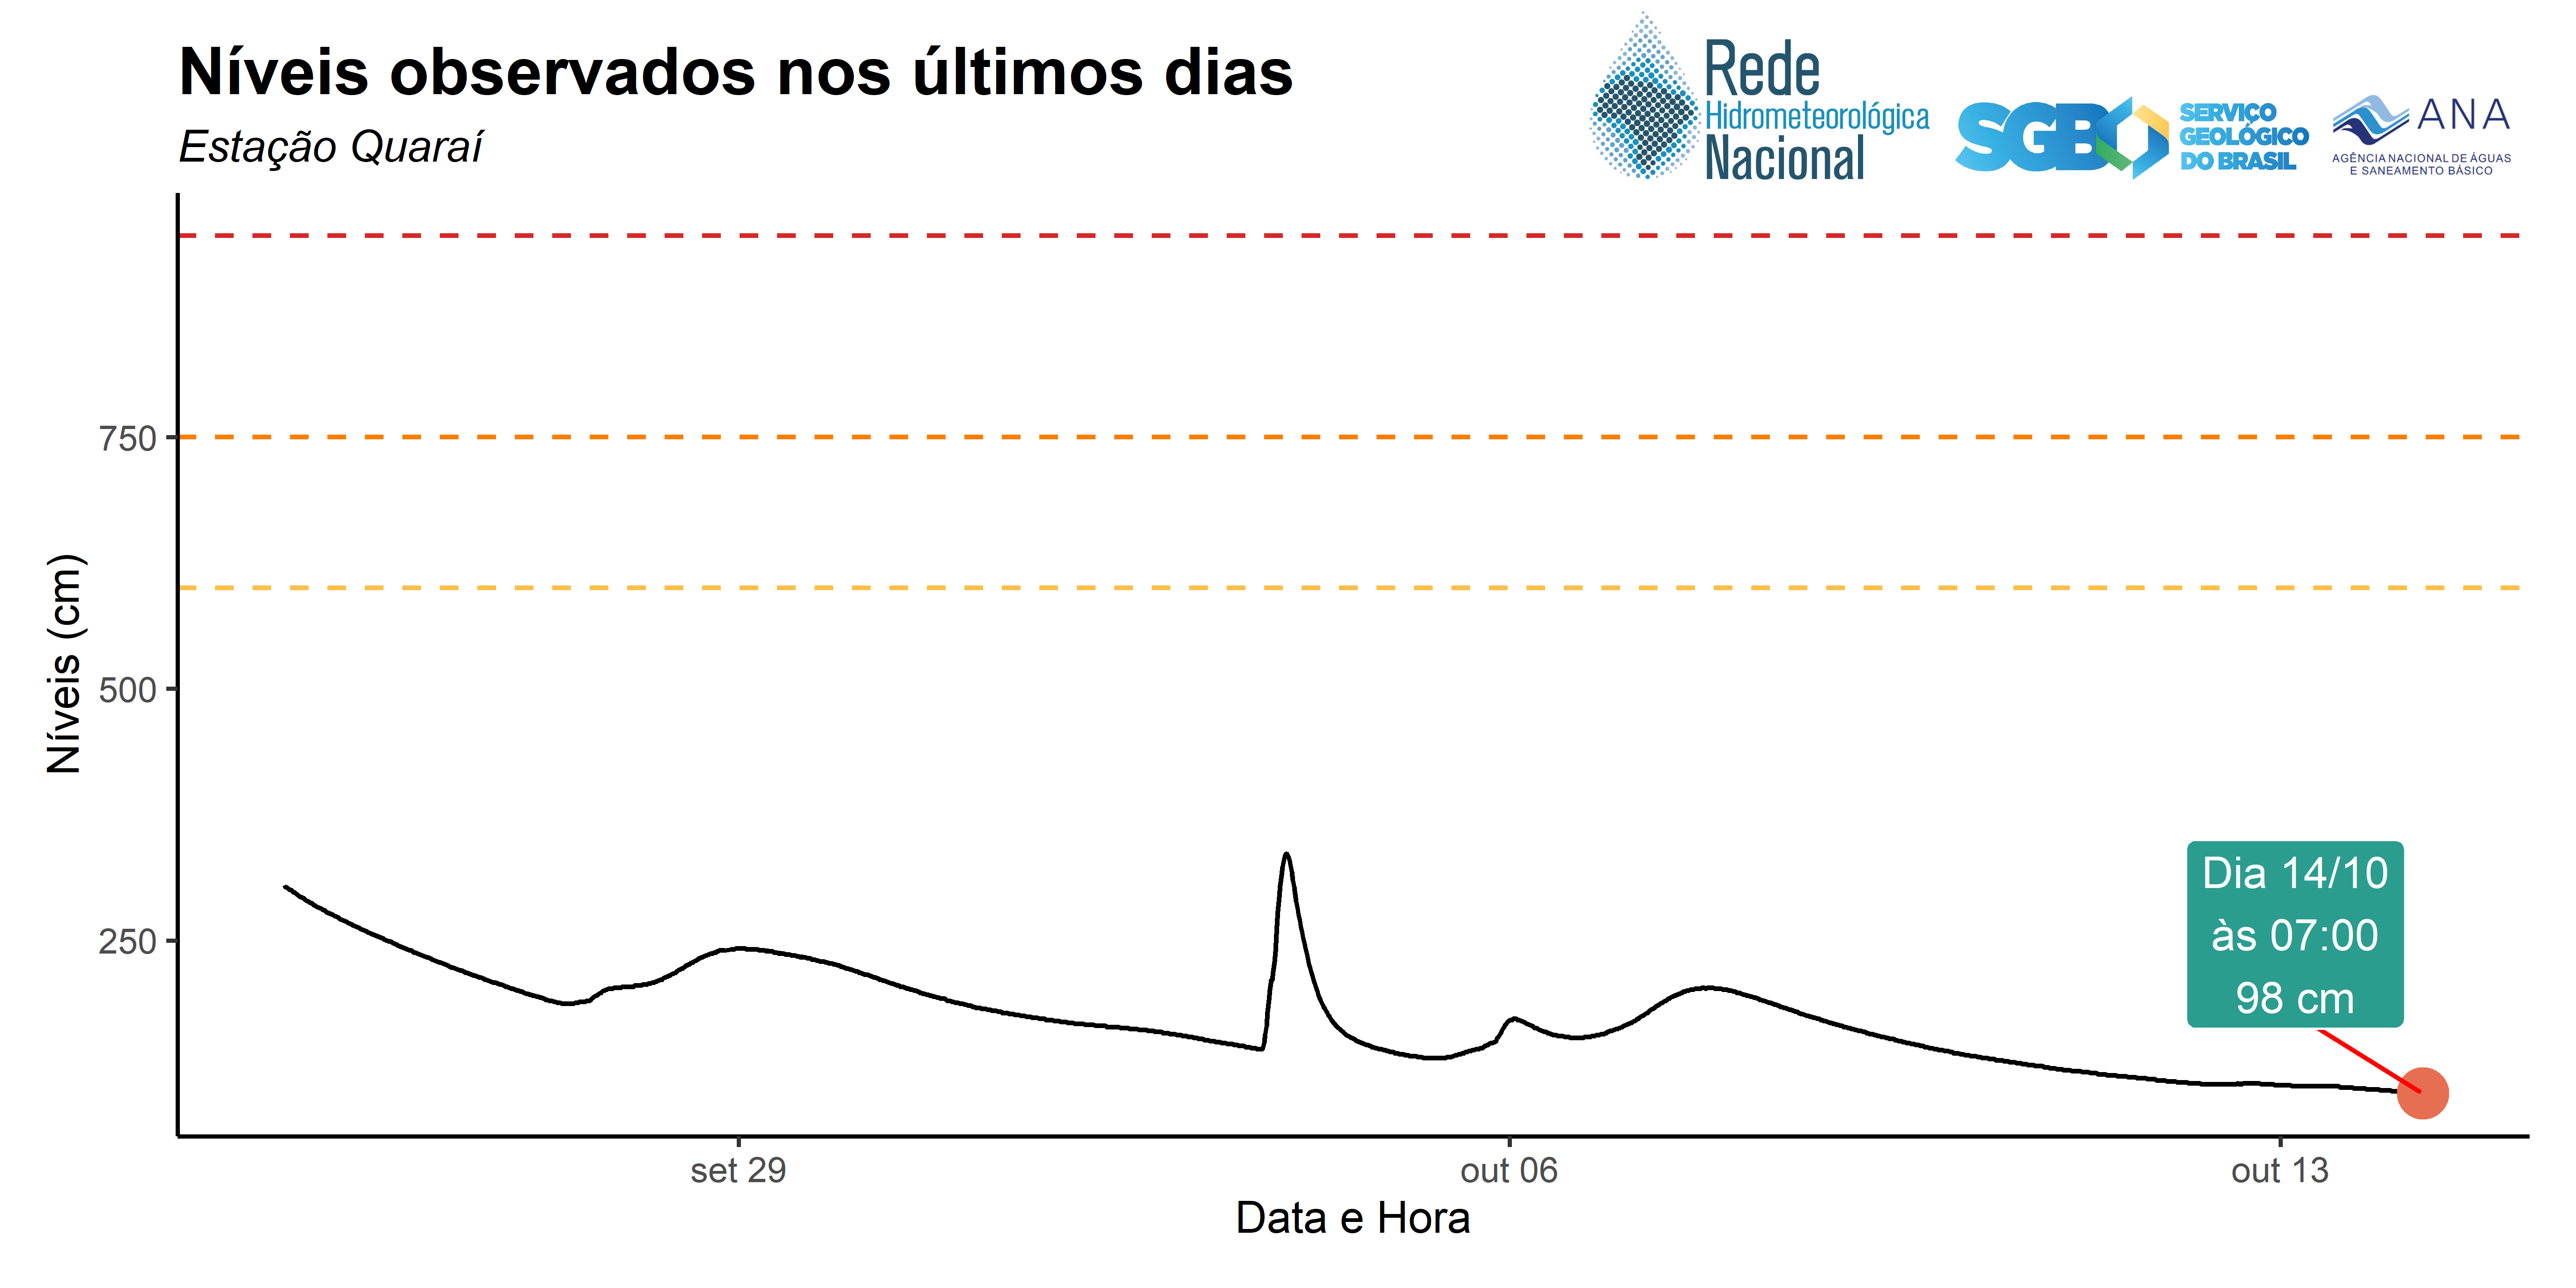 Níveis observados nos últimos dias
Estação Quaraí
Rede
Hidrometeorológica
Nacional
SGB
SERVIÇO
GEOLÓGICO
DO BRASIL
ANA
AGÊNCIA NACIONAL DE ÁGUAS
E SANEAMENTO BÁSICO
Níveis (cm)
750
500
250
Dia 14/10
às 07:00
98 cm
set 29
out 06
out 13
Data e Hora